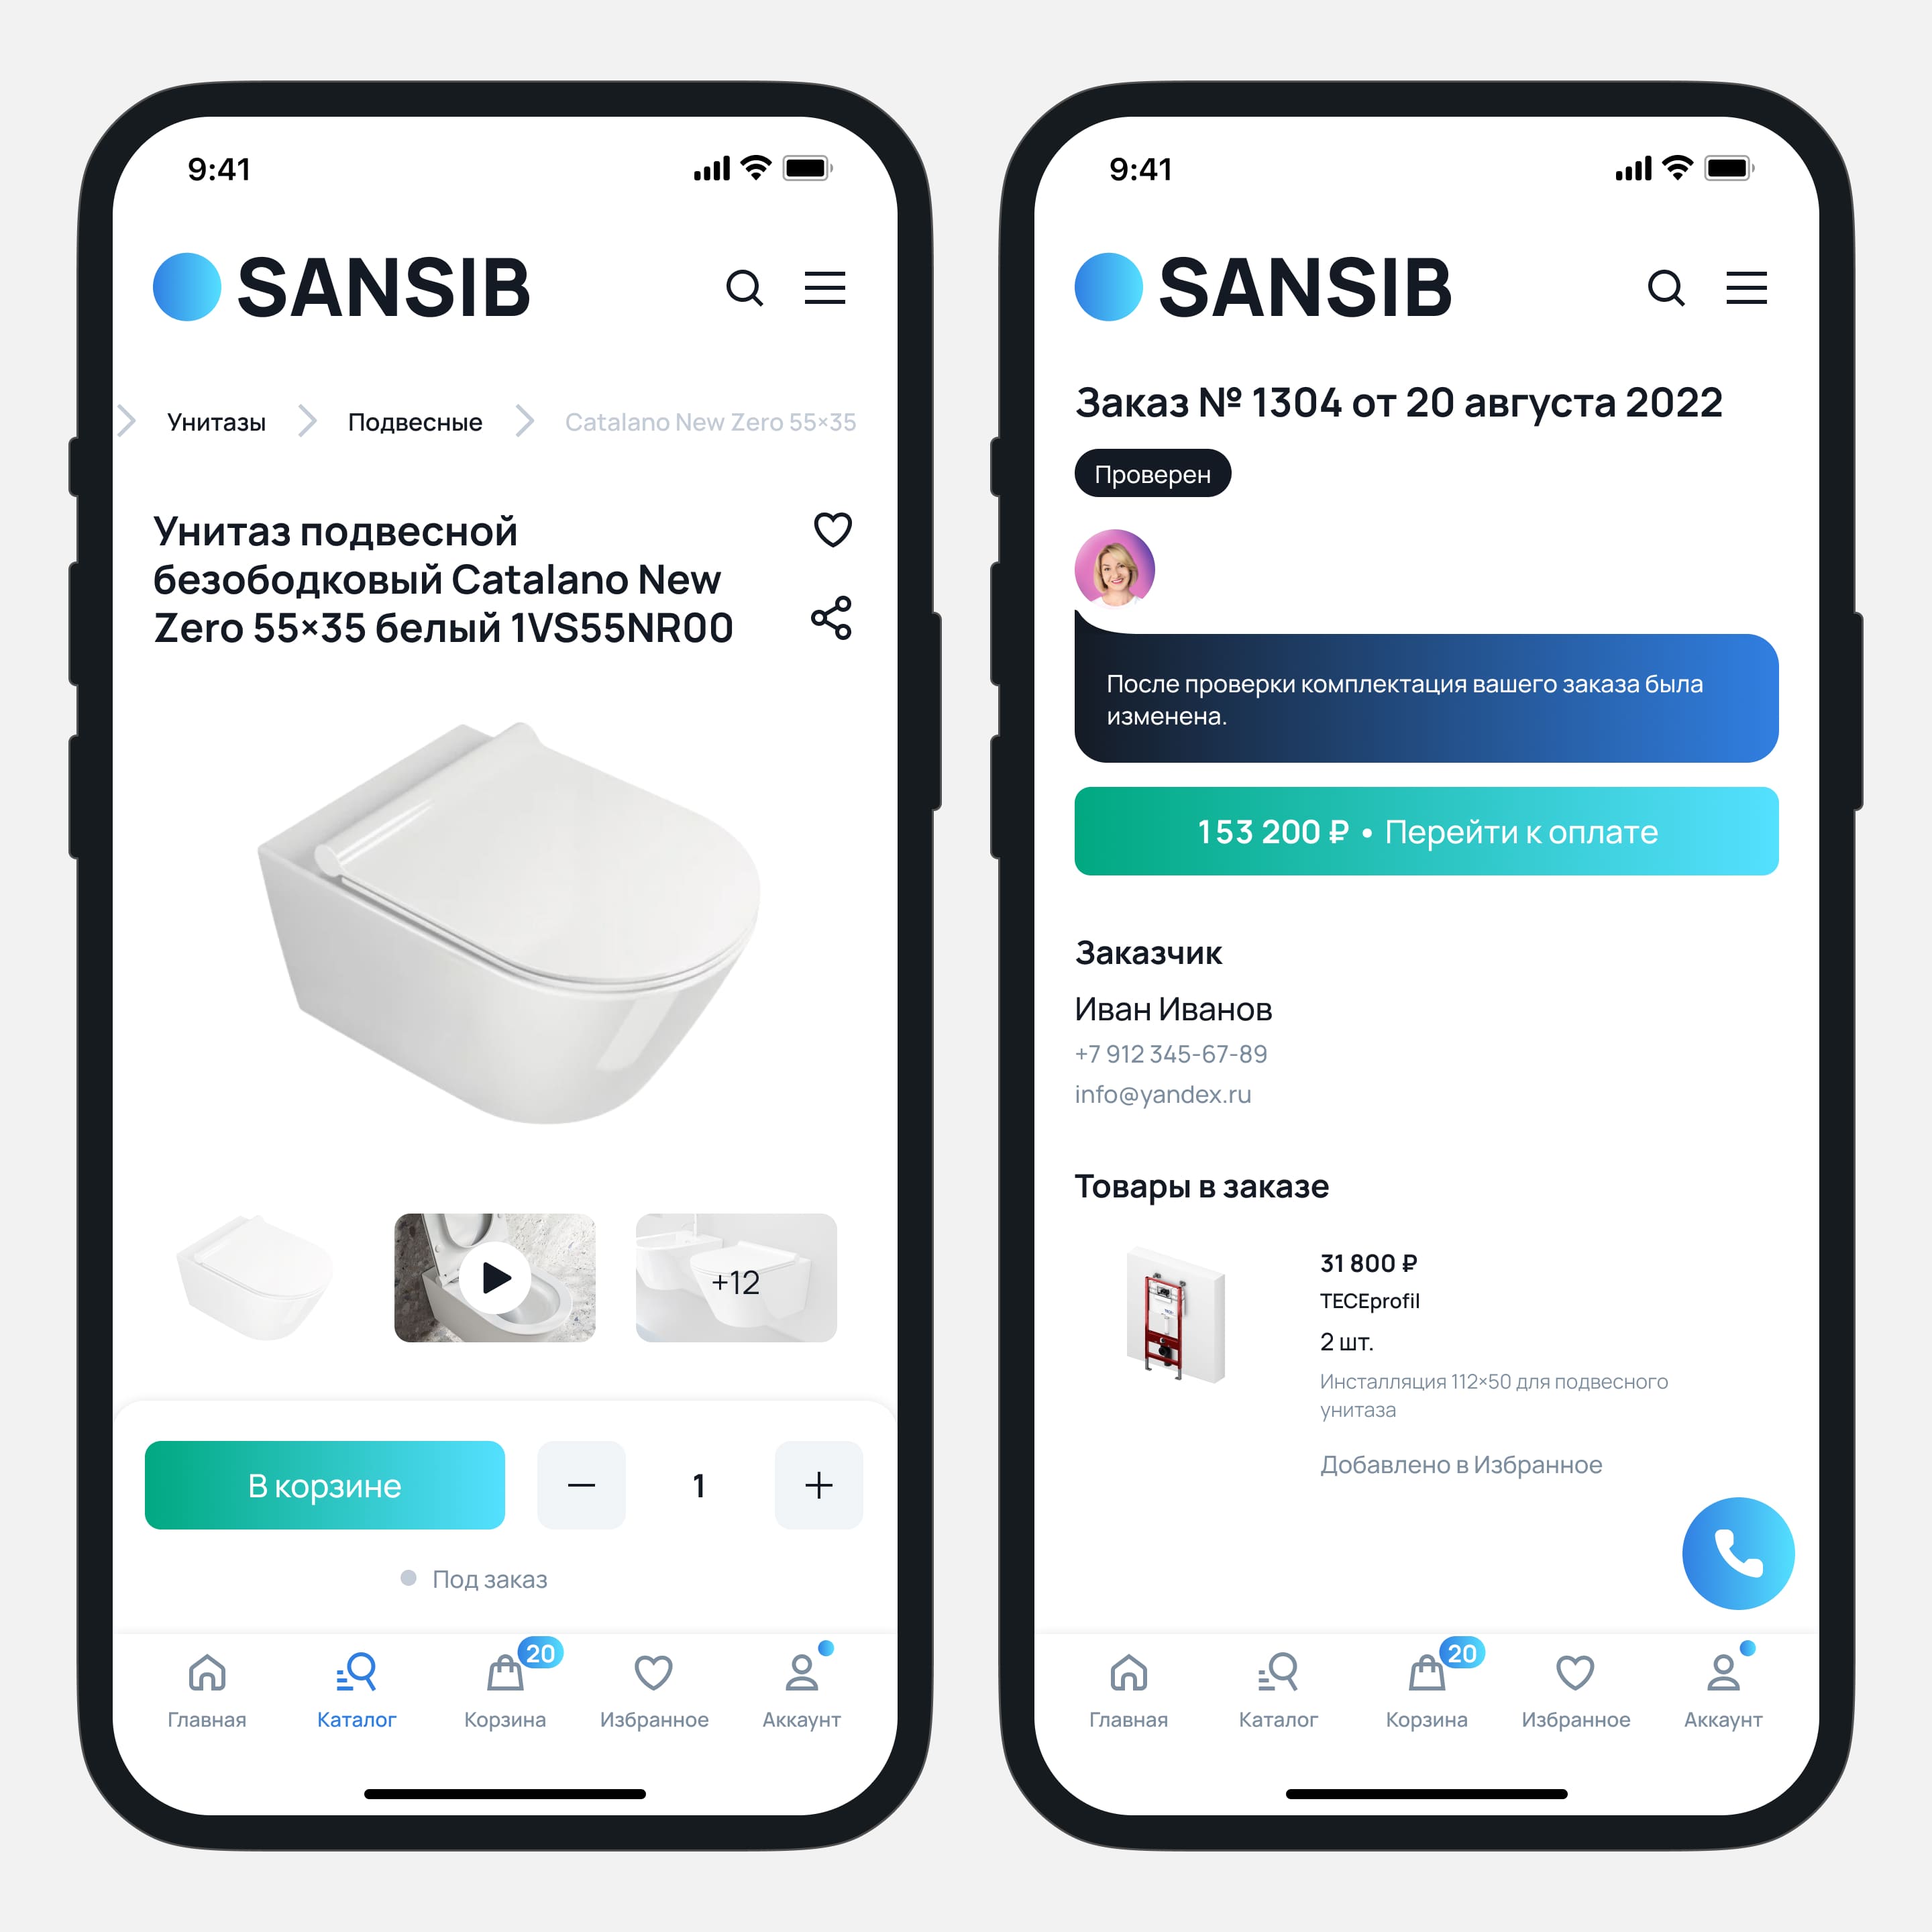 9:41
SANSIB
Унитазы
Подвесные
Catalano New Zero 55×35
Унитаз подвесной
безободковый Catalano New
Zero 55×35 белый 1VS55NR00
+12
В корзине
1
Под заказ
20
Главная
Каталог
Корзина
Избранное
Аккаунт
9:41
SANSIB
Заказ № 1304 от 20 августа 2022
Проверен
После проверки комплектация вашего заказа была
изменена.
153 200 ₽ • Перейти к оплате
Заказчик
Иван Иванов
+7 912 345-67-89
info@yandex.ru
Товары в заказе
31 800 ₽
TECEprofil
2 шт.
Инсталляция 112×50 для подвесного
унитаза
Добавлено в Избранное
20
Главная
Каталог
Корзина
Избранное
Аккаунт